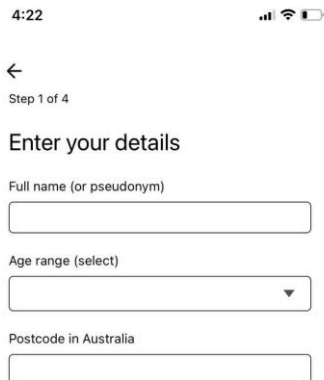 4:22
Step 1 of 4
Enter your details
Full name (or pseudonym)
Age range (select)
Postcode in Australia